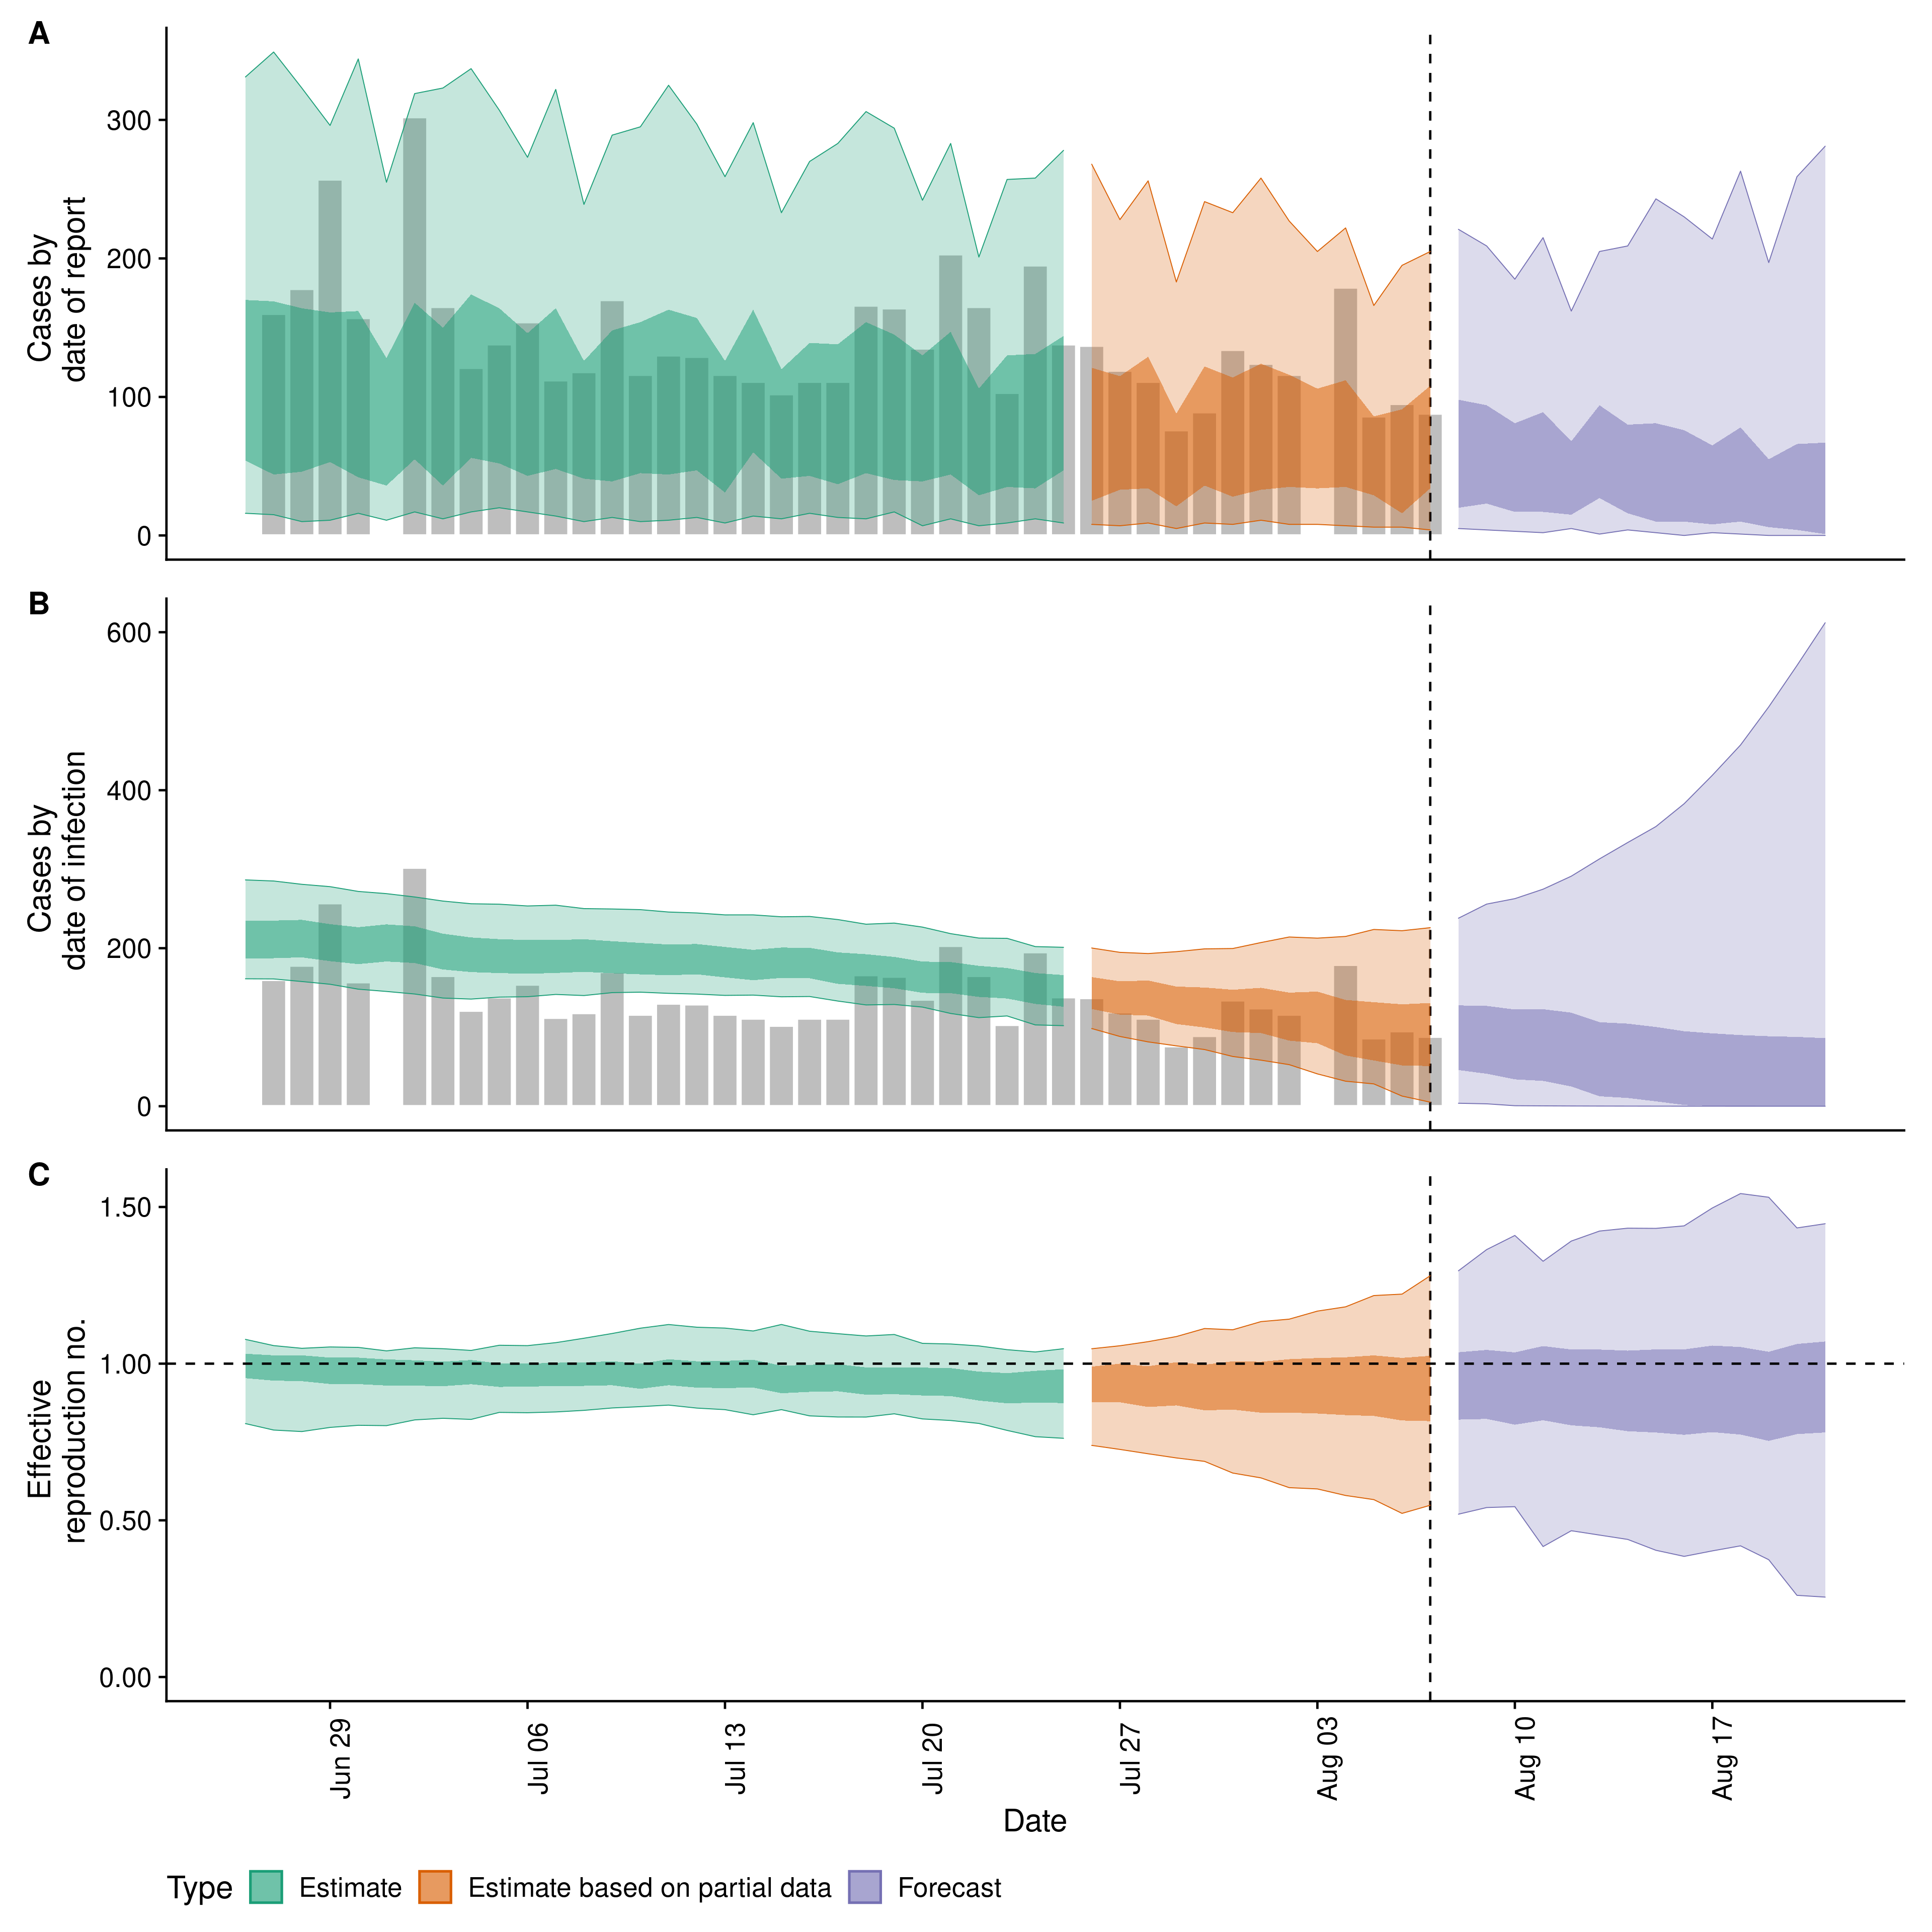 A
300
200
100
0
Cases by
date of report
B
600
400
200
0
Cases by
date of infection
C
1.50
1.00
0.50
0.00
Effective
reproduction no.
Jun 29
Jul 06
Jul 13
Jul 20
Jul 27
Aug 03
Aug 10
Aug 17
Date
Type Estimate Estimate based on partial data Forecast